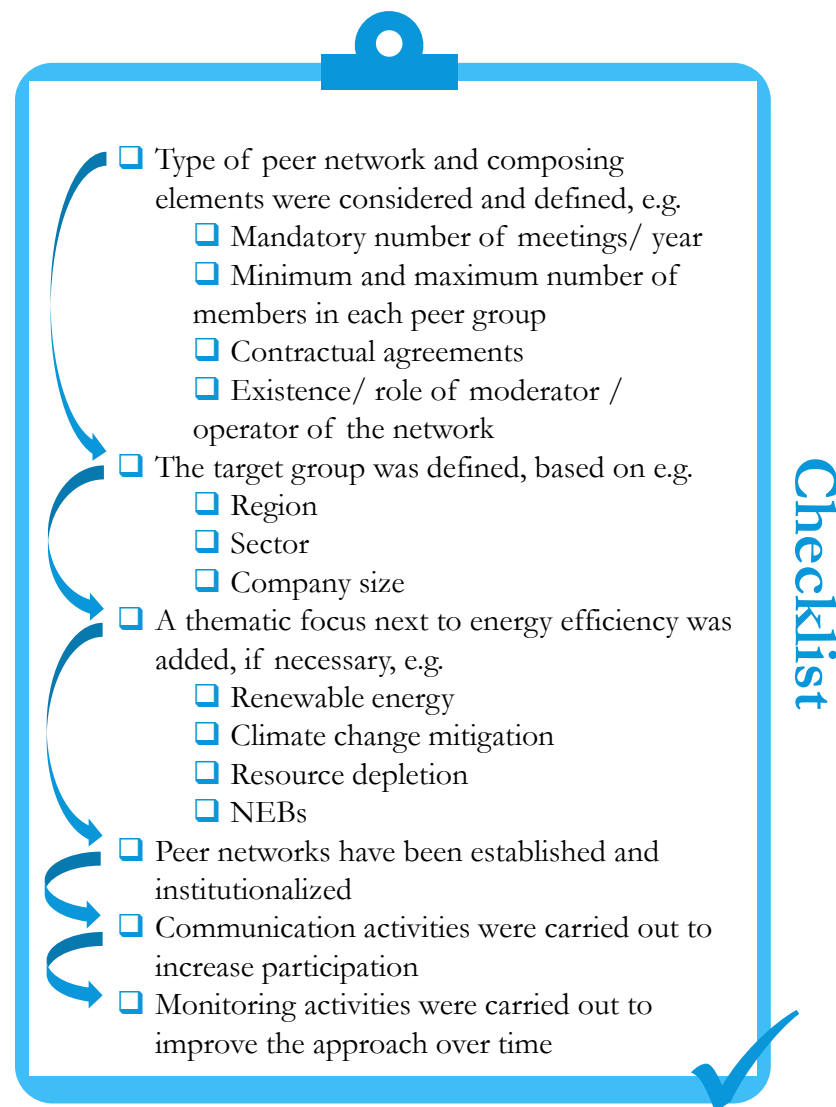 ❑ Type of peer network and composing
elements were considered and defined, e.g.
❑ Mandatory number of meetings/ year
❑ Minimum and maximum number of
members in each peer group
❑ Contractual agreements
❑ Existence/ role of moderator /
operator of the network
❑ The target group was defined, based on e.g.
❑ Region
❑ Sector
❑ Company size
❑ A thematic focus next to energy efficiency was
added, if necessary, e.g.
❑ Renewable energy
❑ Climate change mitigation
❑ Resource depletion
❑ NEBs
❑ Peer networks have been established and
institutionalized
❑ Communication activities were carried out to
increase participation
❑ Monitoring activities were carried out to
improve the approach over time
Checklist